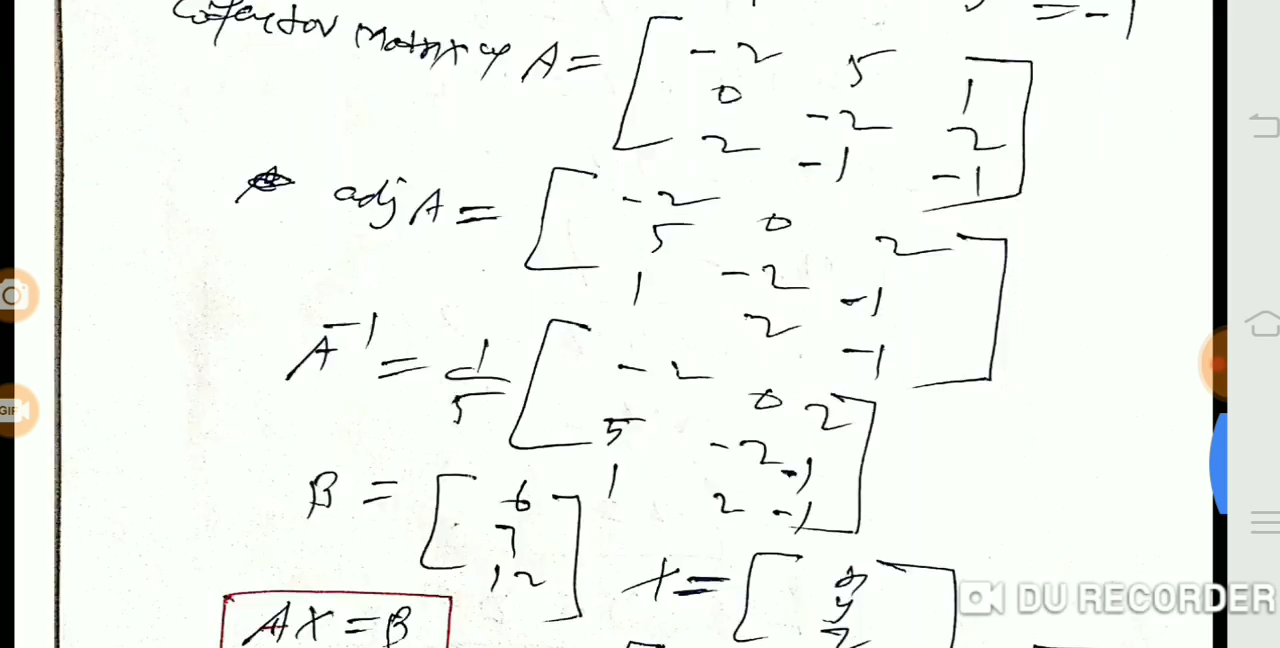 = -1
Cofactor Matrix of A = [ -2 5 1
0 -2 2
2 -1 -1 ]
adj A = [ -2 0 2
5 -2 -1
1 2 -1 ]
A⁻¹ = 1/5 [ -2 0 2
5 -2 -1
1 2 -1 ]
B = [ 6
7
12 ]
X = [ x
y
z ]
AX = B
GIF
DU RECORDER